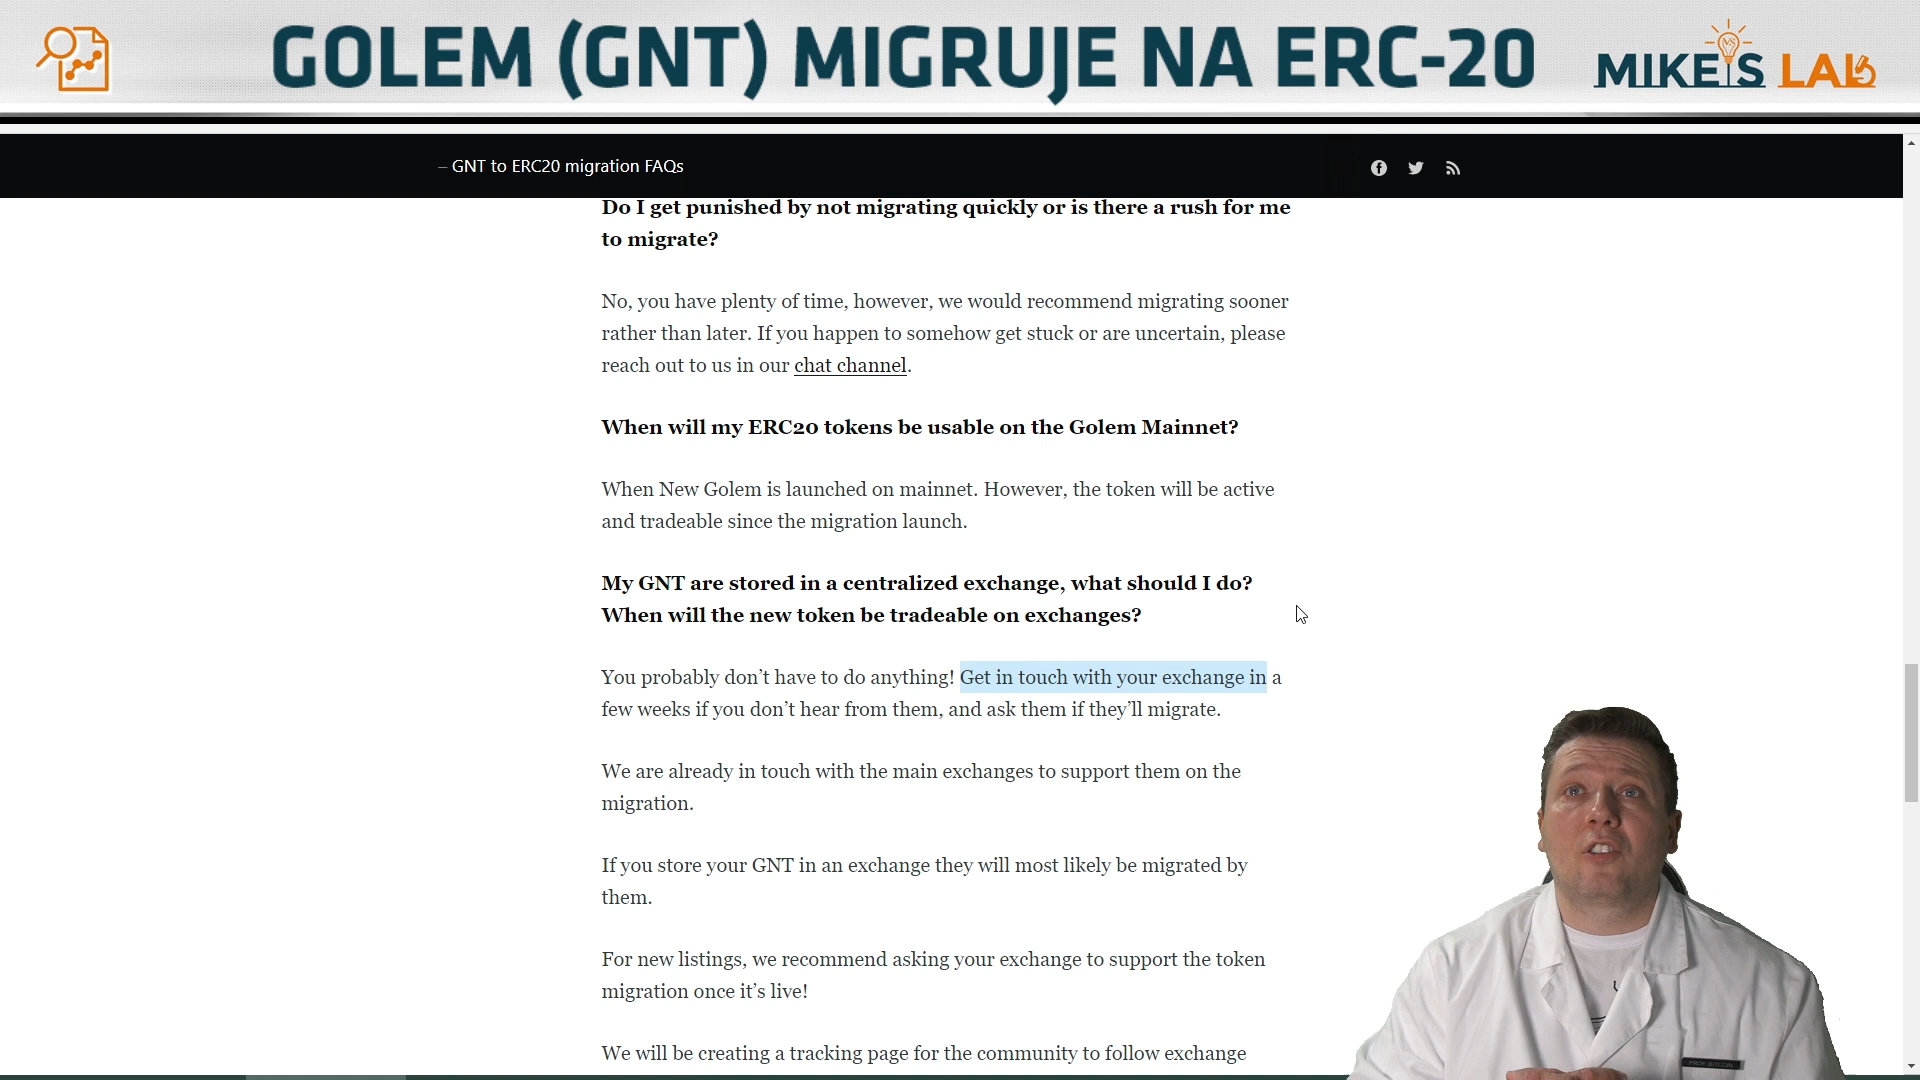 GOLEM (GNT) MIGRUJE NA ERC-20
MIKE'S LAB
– GNT to ERC20 migration FAQs
Do I get punished by not migrating quickly or is there a rush for me
to migrate?
No, you have plenty of time, however, we would recommend migrating sooner
rather than later. If you happen to somehow get stuck or are uncertain, please
reach out to us in our chat channel.
When will my ERC20 tokens be usable on the Golem Mainnet?
When New Golem is launched on mainnet. However, the token will be active
and tradeable since the migration launch.
My GNT are stored in a centralized exchange, what should I do?
When will the new token be tradeable on exchanges?
You probably don’t have to do anything! Get in touch with your exchange in a
few weeks if you don’t hear from them, and ask them if they’ll migrate.
We are already in touch with the main exchanges to support them on the
migration.
If you store your GNT in an exchange they will most likely be migrated by
them.
For new listings, we recommend asking your exchange to support the token
migration once it’s live!
We will be creating a tracking page for the community to follow exchange